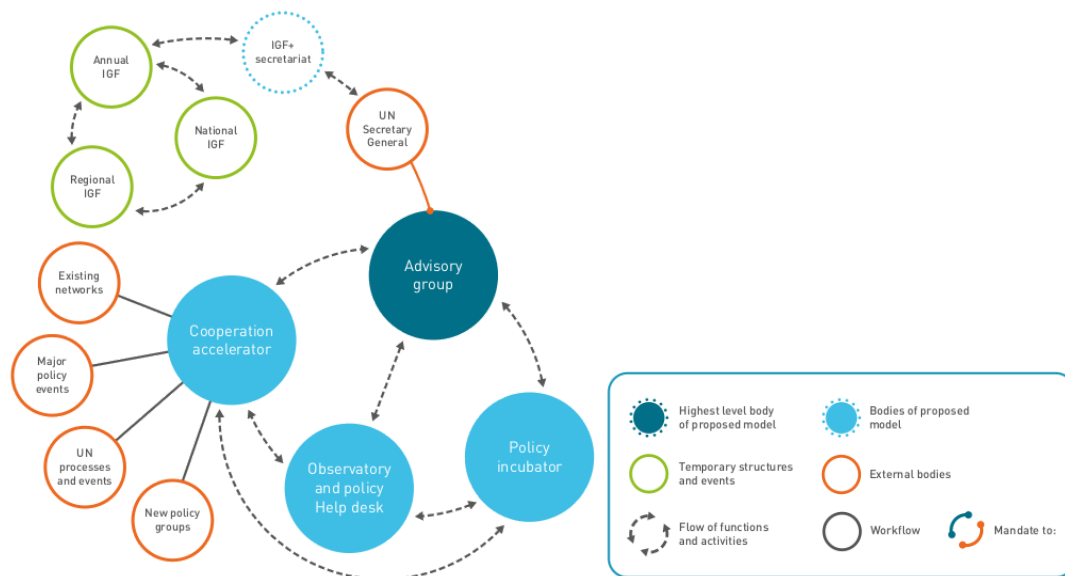 Annual
IGF
IGF+
secretariat
National
IGF
UN
Secretary
General
Regional
IGF
Advisory
group
Existing
networks
Cooperation
accelerator
Major
policy
events
UN
processes
and events
New policy
groups
Observatory
and policy
Help desk
Policy
incubator
Highest level body
of proposed model
Bodies of proposed
model
Temporary structures
and events
External bodies
Flow of functions
and activities
Workflow
Mandate to: